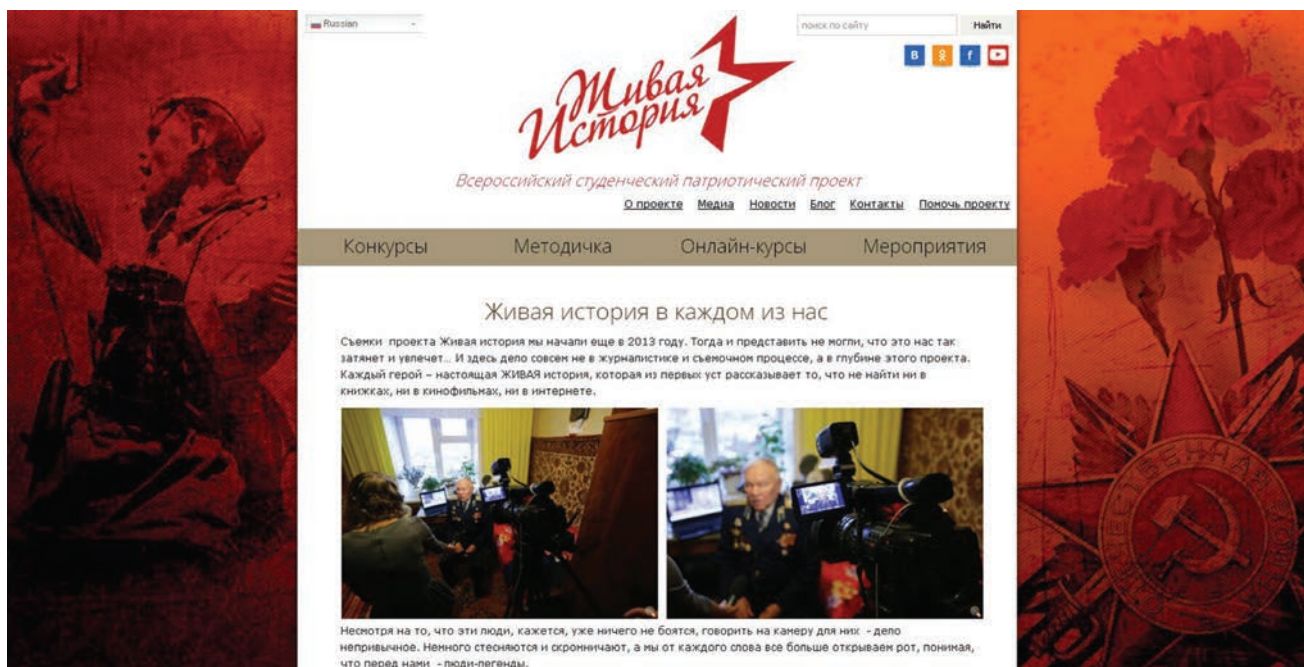 Russian
поиск по сайту
Найти
Живая
История
Всероссийский студенческий патриотический проект
О проекте Медиа Новости Блог Контакты Помочь проекту
Конкурсы Методичка Онлайн-курсы Мероприятия
Живая история в каждом из нас
Съемки проекта Живая история мы начали еще в 2013 году. Тогда и представить не могли, что это нас так
затянет и увлечет... И здесь дело совсем не в журналистике и съемочном процессе, а в глубине этого проекта.
Каждый герой – настоящая ЖИВАЯ история, которая из первых уст рассказывает то, что не найти ни в
книжках, ни в кинофильмах, ни в интернете.
Несмотря на то, что эти люди, кажется, уже ничего не боятся, говорить на камеру для них - дело
непривычное. Немного стесняются и скромничают, а мы от каждого слова все больше открываем рот, понимая,
что перед нами - люди-легенды.